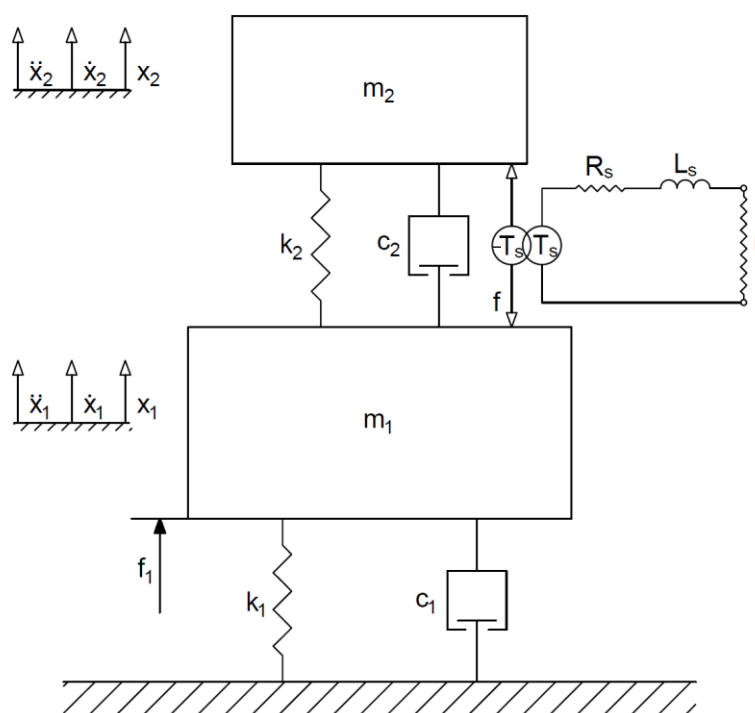 ẍ₂ ẋ₂ x₂
m₂
Rₛ Lₛ
k₂
c₂
-Tₛ Tₛ
f
ẍ₁ ẋ₁ x₁
m₁
f₁
k₁
c₁